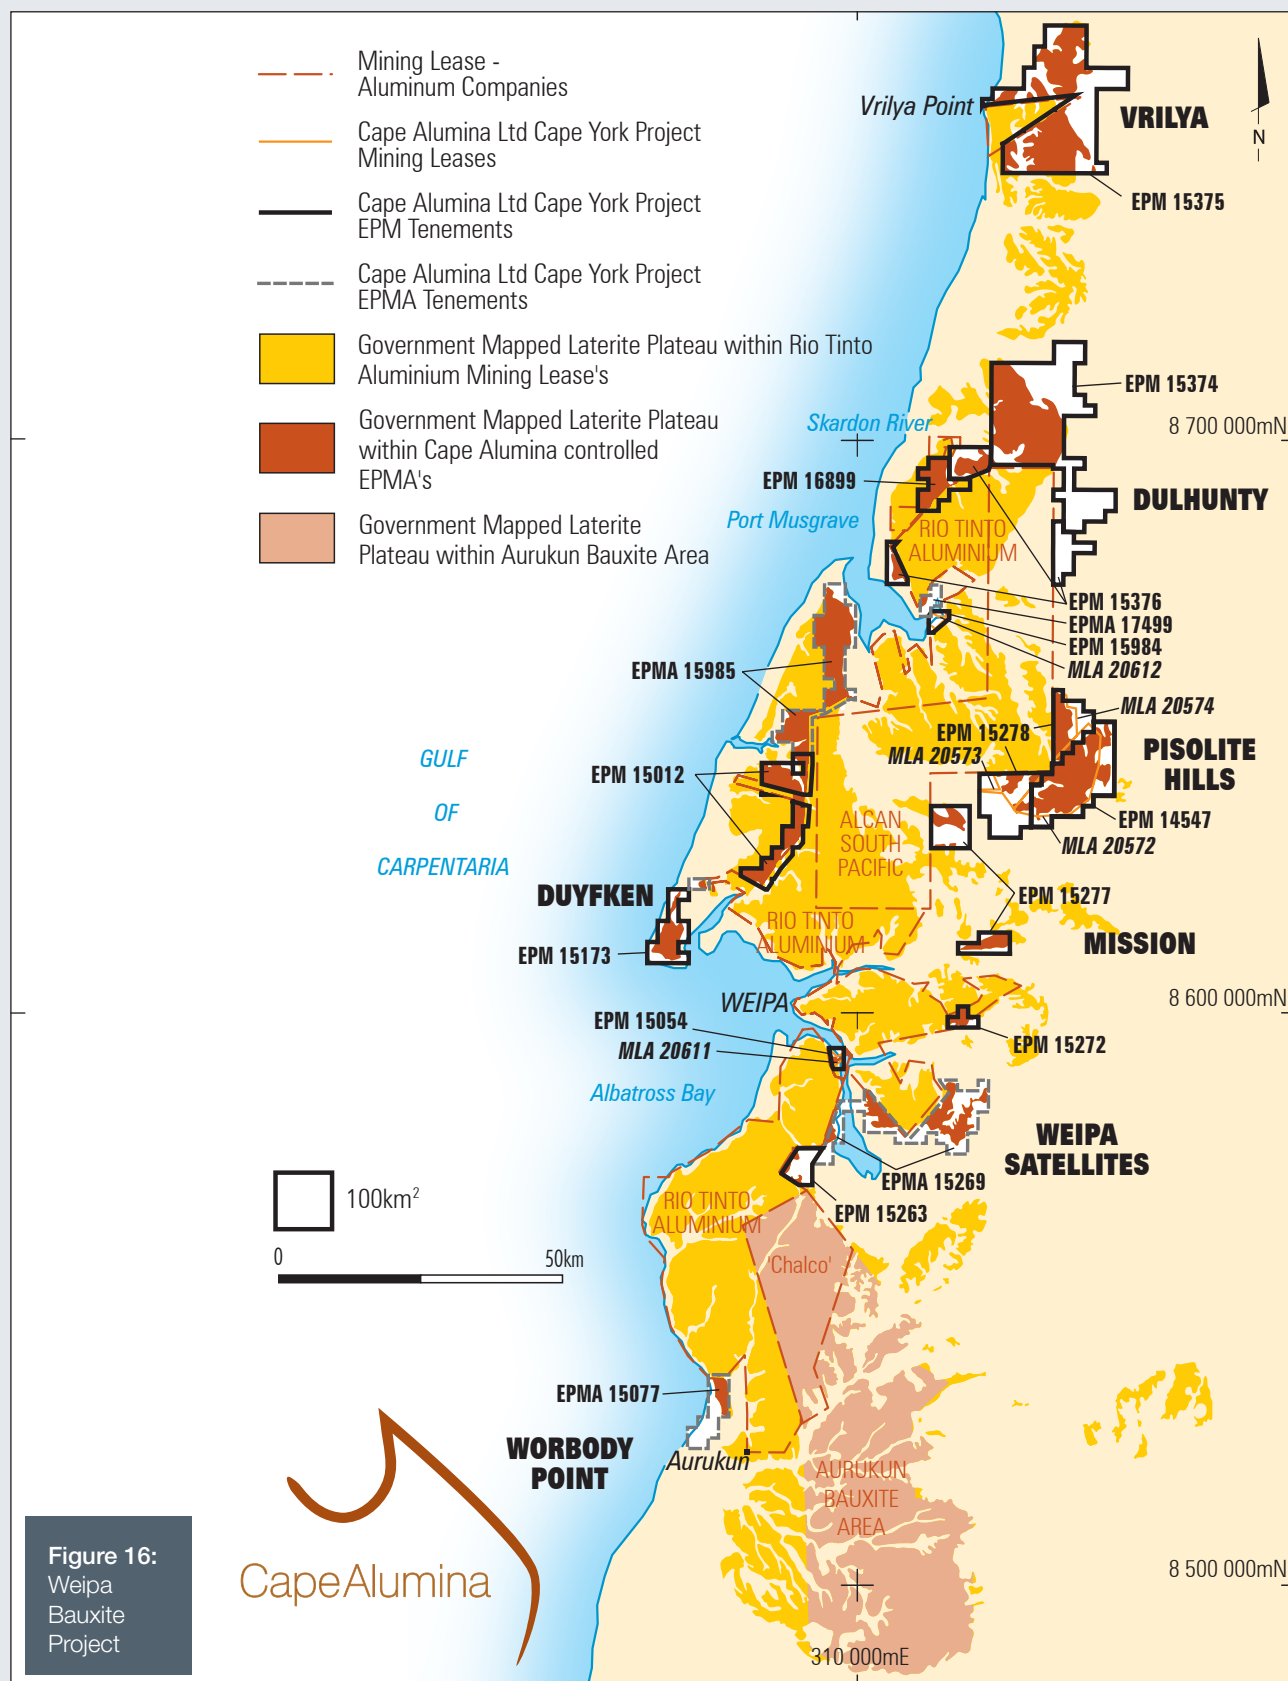 Mining Lease -
Aluminum Companies
Cape Alumina Ltd Cape York Project
Mining Leases
Cape Alumina Ltd Cape York Project
EPM Tenements
Cape Alumina Ltd Cape York Project
EPMA Tenements
Government Mapped Laterite Plateau within Rio Tinto
Aluminium Mining Lease's
Government Mapped Laterite Plateau
within Cape Alumina controlled
EPMA's
Government Mapped Laterite
Plateau within Aurukun Bauxite Area
Vrilya Point
VRILYA
N
EPM 15375
EPM 15374
Skardon River
8 700 000mN
EPM 16899
DULHUNTY
Port Musgrave
RIO TINTO
ALUMINIUM
EPM 15376
EPMA 17499
EPM 15984
MLA 20612
EPMA 15985
MLA 20574
EPM 15278
MLA 20573
PISOLITE
HILLS
GULF
OF
CARPENTARIA
EPM 15012
ALCAN
SOUTH
PACIFIC
EPM 14547
MLA 20572
DUYFKEN
EPM 15277
RIO TINTO
ALUMINIUM
MISSION
EPM 15173
WEIPA
8 600 000mN
EPM 15054
MLA 20611
EPM 15272
Albatross Bay
WEIPA
SATELLITES
EPMA 15269
EPM 15263
100km²
RIO TINTO
ALUMINIUM
0
50km
'Chalco'
EPMA 15077
WORBODY
POINT
Aurukun
AURUKUN
BAUXITE
AREA
Figure 16:
Weipa
Bauxite
Project
CapeAlumina
8 500 000mN
310 000mE